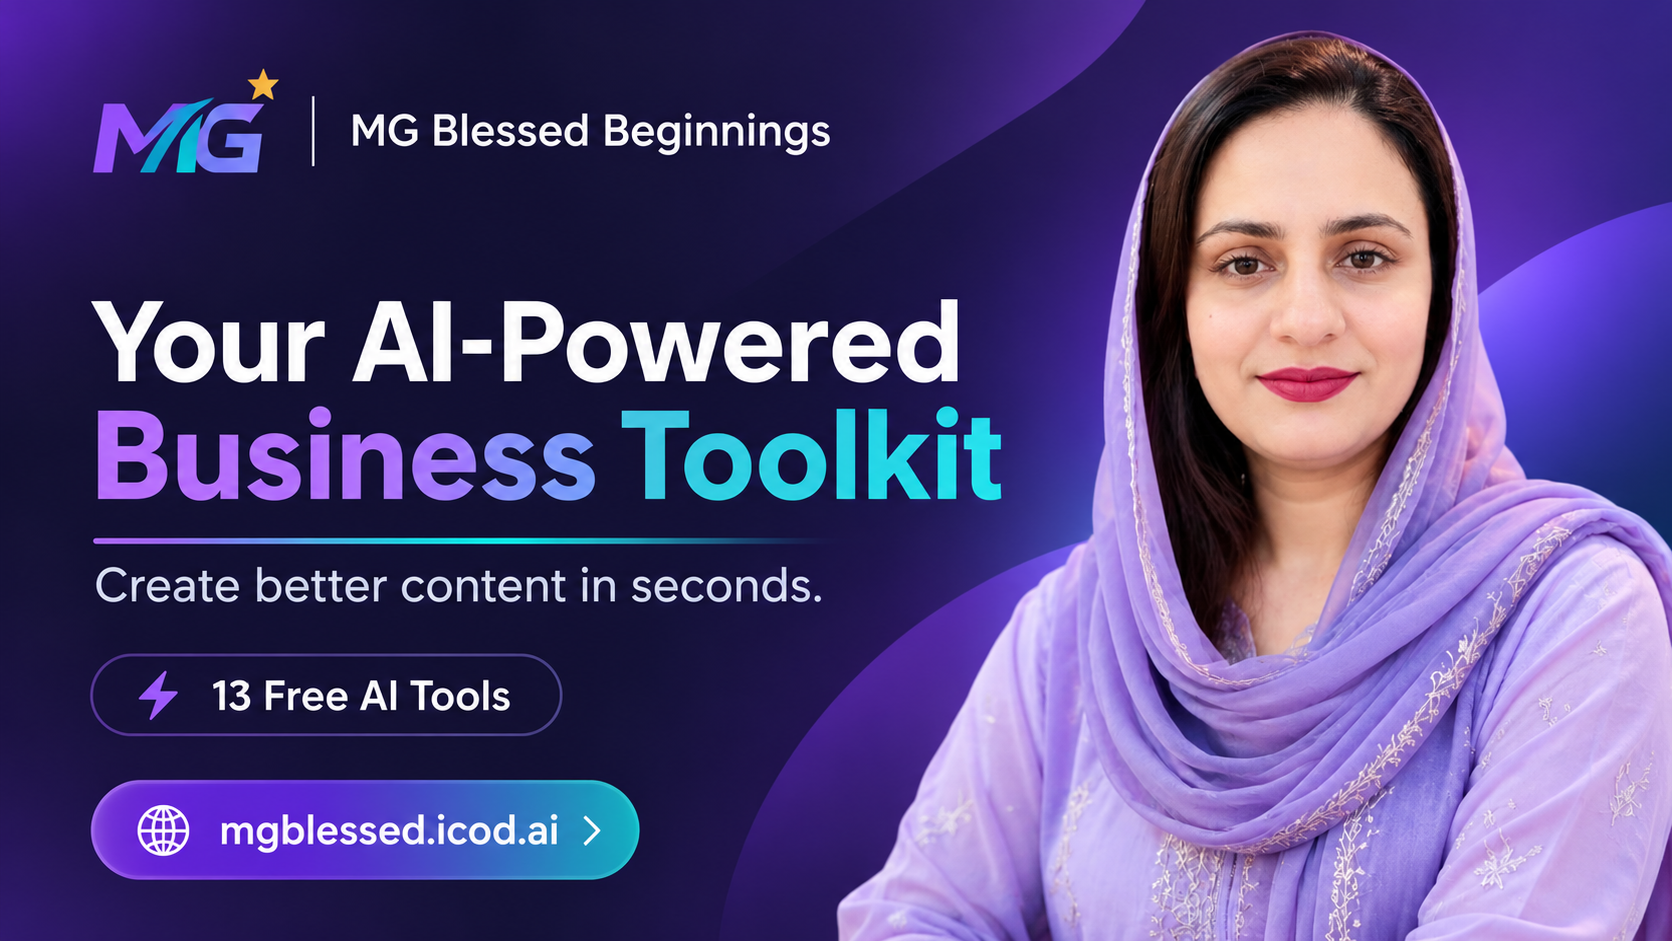 MG
MG Blessed Beginnings
Your AI-Powered
Business Toolkit
Create better content in seconds.
13 Free AI Tools
mgblessed.icod.ai